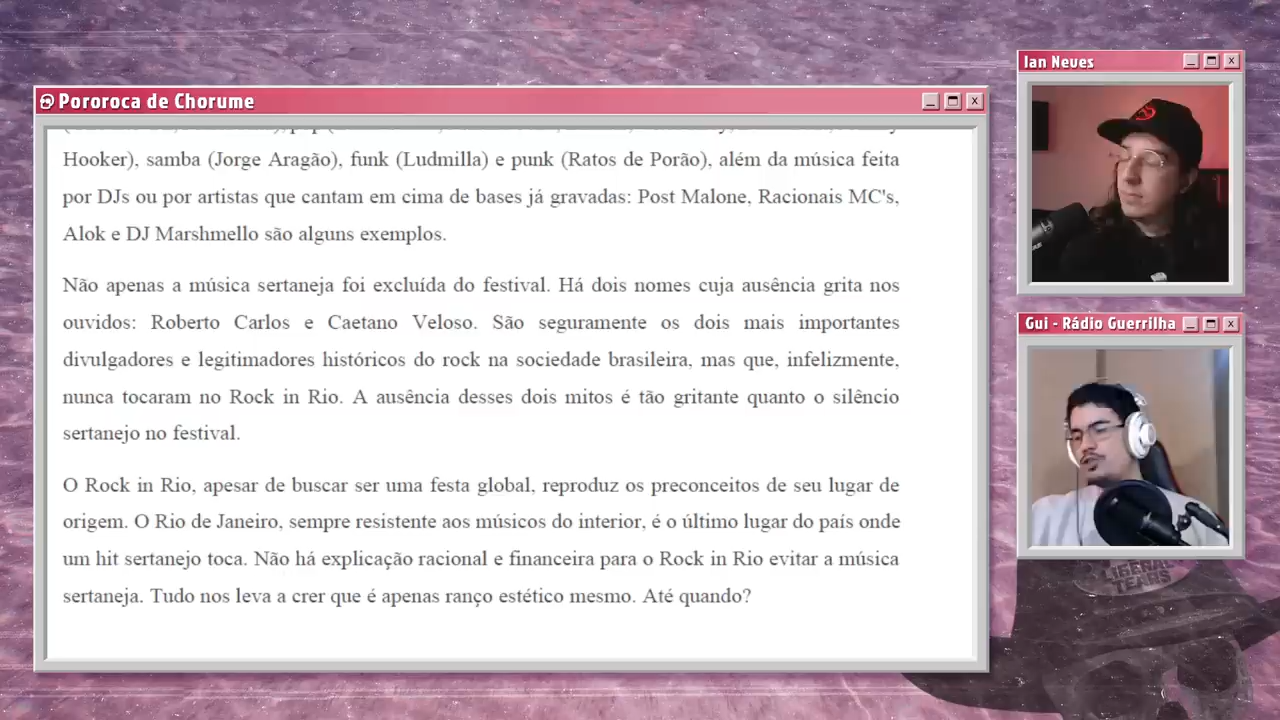 Ian Neves
Pororoca de Chorume
Hooker), samba (Jorge Aragão), funk (Ludmilla) e punk (Ratos de Porão), além da música feita
por DJs ou por artistas que cantam em cima de bases já gravadas: Post Malone, Racionais MC's,
Alok e DJ Marshmello são alguns exemplos.
Não apenas a música sertaneja foi excluída do festival. Há dois nomes cuja ausência grita nos
ouvidos: Roberto Carlos e Caetano Veloso. São seguramente os dois mais importantes
divulgadores e legitimadores históricos do rock na sociedade brasileira, mas que, infelizmente,
nunca tocaram no Rock in Rio. A ausência desses dois mitos é tão gritante quanto o silêncio
sertanejo no festival.
O Rock in Rio, apesar de buscar ser uma festa global, reproduz os preconceitos de seu lugar de
origem. O Rio de Janeiro, sempre resistente aos músicos do interior, é o último lugar do país onde
um hit sertanejo toca. Não há explicação racional e financeira para o Rock in Rio evitar a música
sertaneja. Tudo nos leva a crer que é apenas ranço estético mesmo. Até quando?
Gui - Rádio Guerrilha
LIBERAL
TEARS